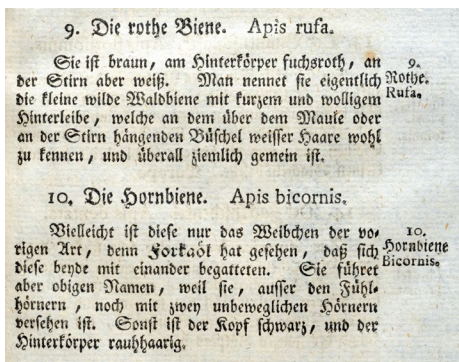 9. Die rothe Biene. Apis rufa.
Sie ist braun, am Hinterkörper fuchsroth, an
der Stirn aber weiß. Man nennet sie eigentlich
die kleine wilde Waldbiene mit kurzem und wolligem
Hinterleibe, welche an dem über dem Maule oder
an der Stirn hängenden Büschel weisser Haare wohl
zu kennen, und überall ziemlich gemein ist.
9.
Rothe.
Rufa.
10. Die Hornbiene. Apis bicornis.
Vielleicht ist diese nur das Weibchen der vo-
rigen Art, denn Forkaöl hat gesehen, daß sich
diese beyde mit einander begatteten. Sie führet
aber obigen Namen, weil sie, ausser den Fühl-
hörnern, noch mit zwey unbeweglichen Hörnern
versehen ist. Sonst ist der Kopf schwarz, und der
Hinterkörper rauhhaarig.
10.
Hornbiene
Bicornis.